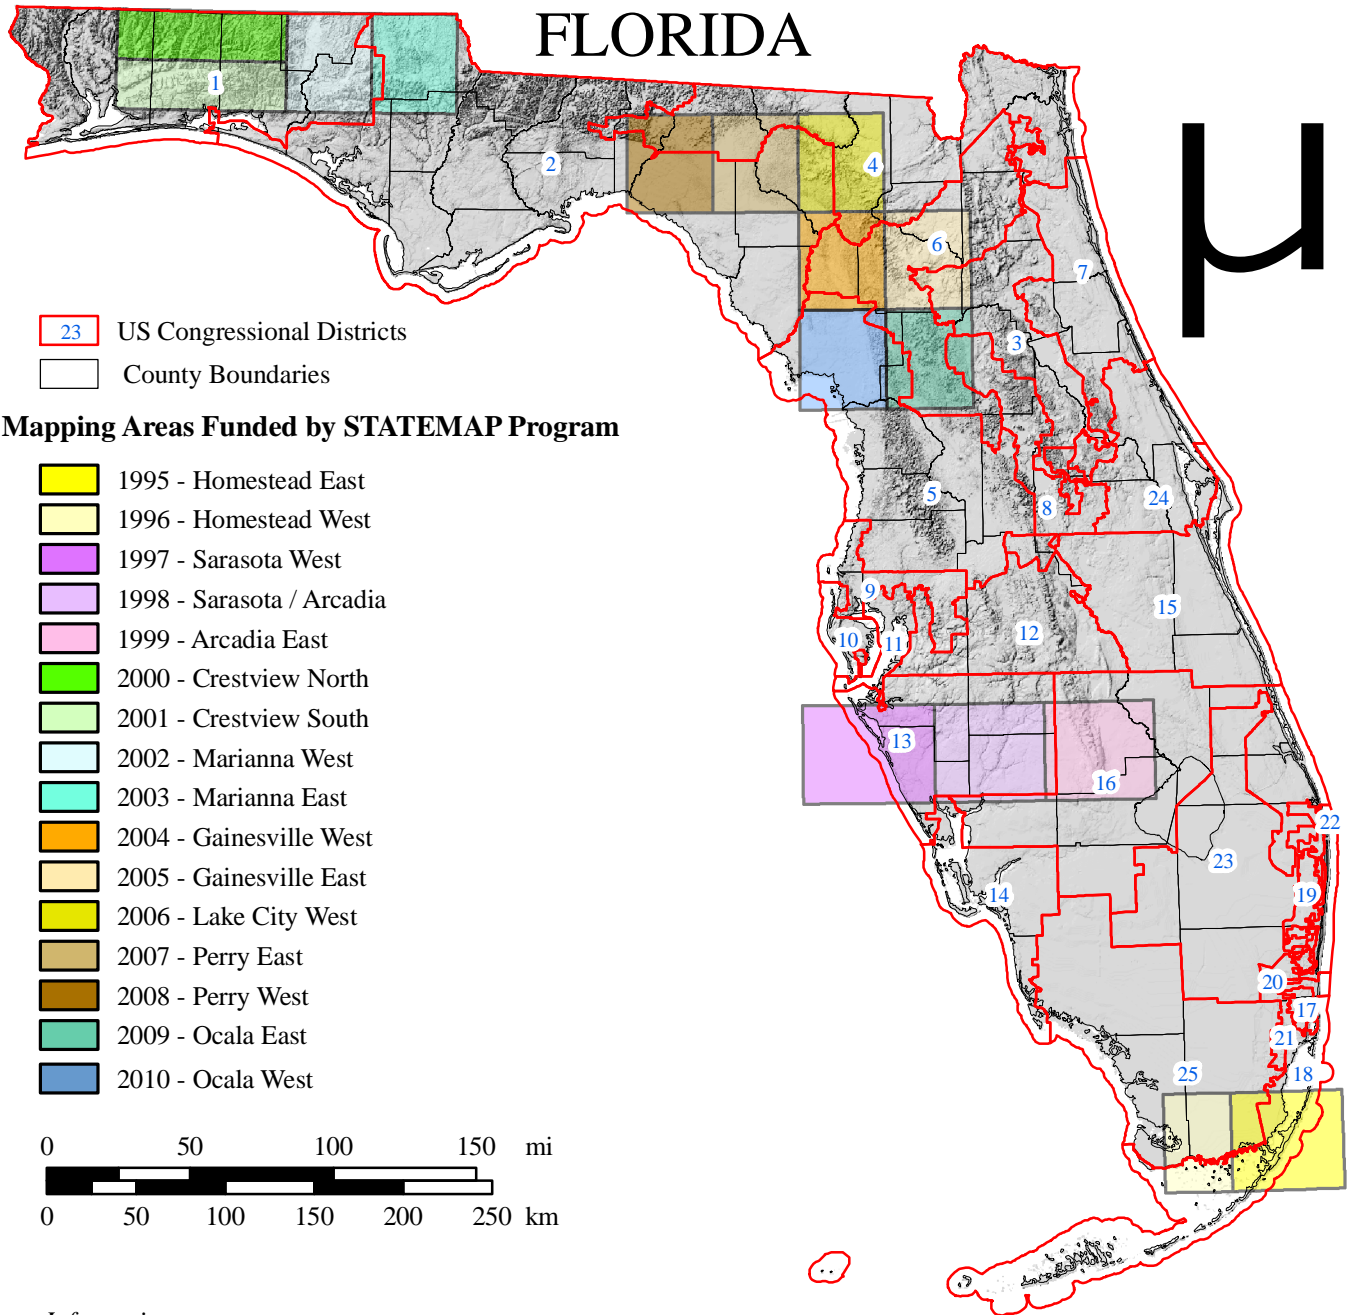 FLORIDA
µ
1
2
4
6
7
3
23 US Congressional Districts
County Boundaries
Mapping Areas Funded by STATEMAP Program
1995 - Homestead East
1996 - Homestead West
1997 - Sarasota West
1998 - Sarasota / Arcadia
1999 - Arcadia East
2000 - Crestview North
2001 - Crestview South
2002 - Marianna West
2003 - Marianna East
2004 - Gainesville West
2005 - Gainesville East
2006 - Lake City West
2007 - Perry East
2008 - Perry West
2009 - Ocala East
2010 - Ocala West
5
8
24
9
15
10
11
12
13
16
22
23
14
19
20
17
21
25
18
0 50 100 150 mi
0 50 100 150 200 250 km